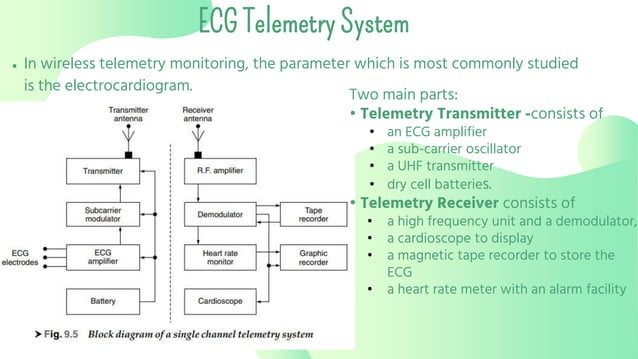 ECG Telemetry System
• In wireless telemetry monitoring, the parameter which is most commonly studied
is the electrocardiogram.
Transmitter
antenna
Receiver
antenna
Transmitter
R.F. amplifier
Subcarrier
modulator
Demodulator
Tape
recorder
ECG
electrodes
ECG
amplifier
Heart rate
monitor
Graphic
recorder
Battery
Cardioscope
➤ Fig. 9.5 Block diagram of a single channel telemetry system
Two main parts:
• Telemetry Transmitter -consists of
• an ECG amplifier
• a sub-carrier oscillator
• a UHF transmitter
• dry cell batteries.
• Telemetry Receiver consists of
• a high frequency unit and a demodulator,
• a cardioscope to display
• a magnetic tape recorder to store the
ECG
• a heart rate meter with an alarm facility